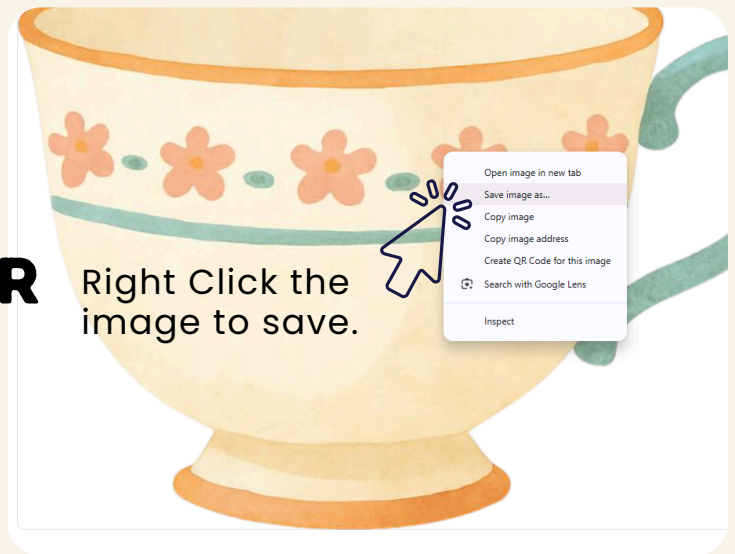 R
Right Click the
image to save.
Open image in new tab
Save image as...
Copy image
Copy image address
Create QR Code for this image
Search with Google Lens
Inspect